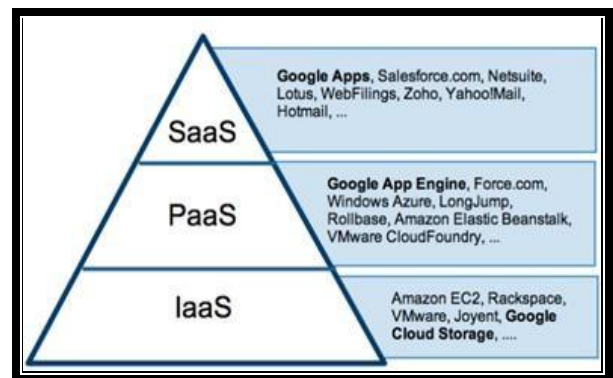 SaaS
Google Apps, Salesforce.com, Netsuite,
Lotus, WebFilings, Zoho, Yahoo!Mail,
Hotmail, ...
PaaS
Google App Engine, Force.com,
Windows Azure, LongJump,
Rollbase, Amazon Elastic Beanstalk,
VMware CloudFoundry, ...
IaaS
Amazon EC2, Rackspace,
VMware, Joyent, Google
Cloud Storage, ....